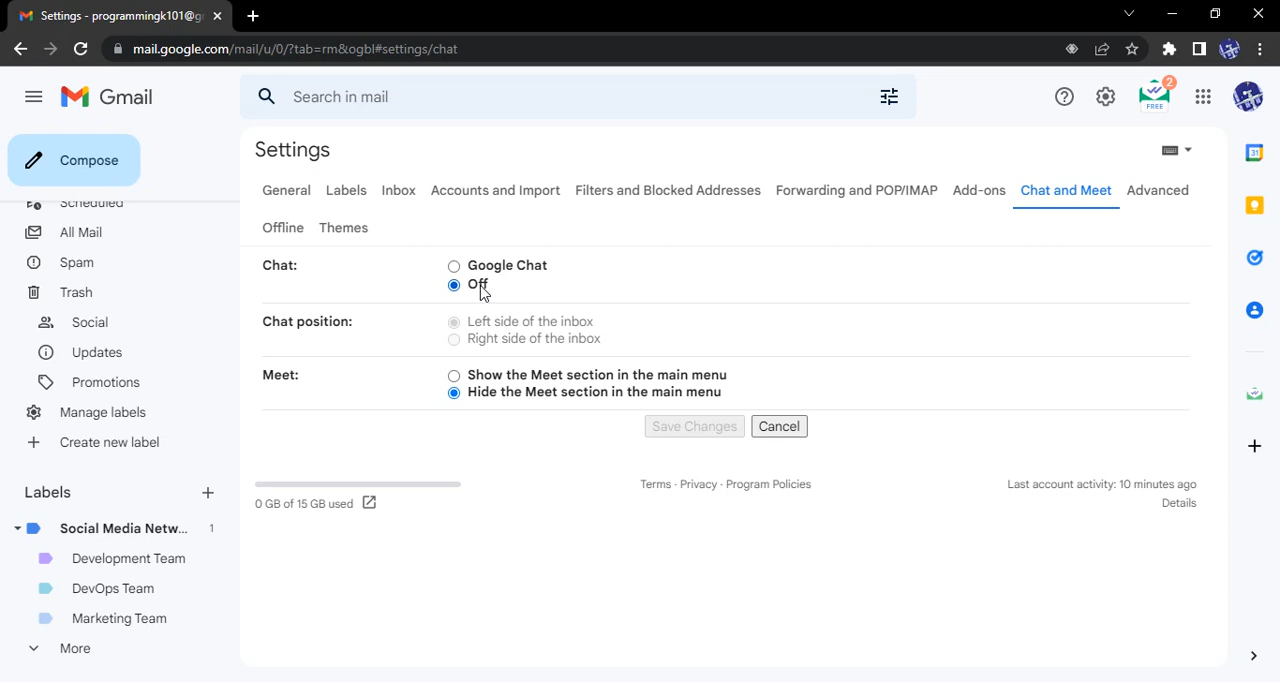 Settings - programmingk101@g
mail.google.com/mail/u/0/?tab=rm&ogbl#settings/chat
Gmail
Search in mail
2
FREE
Compose
Scheduled
All Mail
Spam
Trash
Social
Updates
Promotions
Manage labels
Create new label
Labels
Social Media Netw... 1
Development Team
DevOps Team
Marketing Team
More
Settings
General Labels Inbox Accounts and Import Filters and Blocked Addresses Forwarding and POP/IMAP Add-ons Chat and Meet Advanced
Offline Themes
Chat: Google Chat
Off
Chat position: Left side of the inbox
Right side of the inbox
Meet: Show the Meet section in the main menu
Hide the Meet section in the main menu
Save Changes Cancel
0 GB of 15 GB used
Terms · Privacy · Program Policies
Last account activity: 10 minutes ago
Details
31